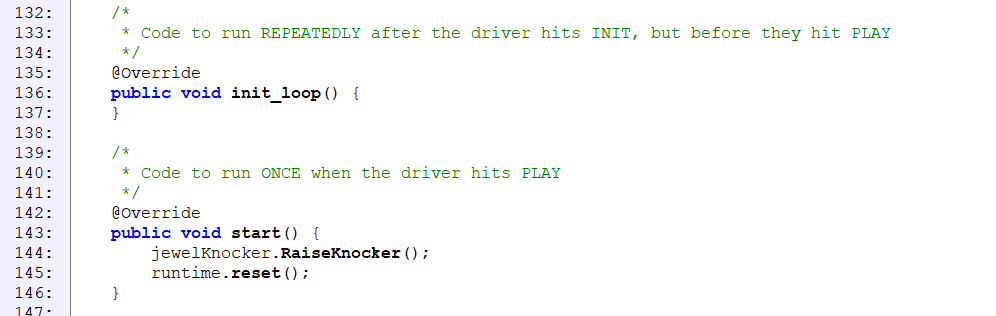 132:      /*
133:       * Code to run REPEATEDLY after the driver hits INIT, but before they hit PLAY
134:       */
135:      @Override
136:      public void init_loop() {
137:      }
138:
139:      /*
140:       * Code to run ONCE when the driver hits PLAY
141:       */
142:      @Override
143:      public void start() {
144:          jewelKnocker.RaiseKnocker();
145:          runtime.reset();
146:      }
147: